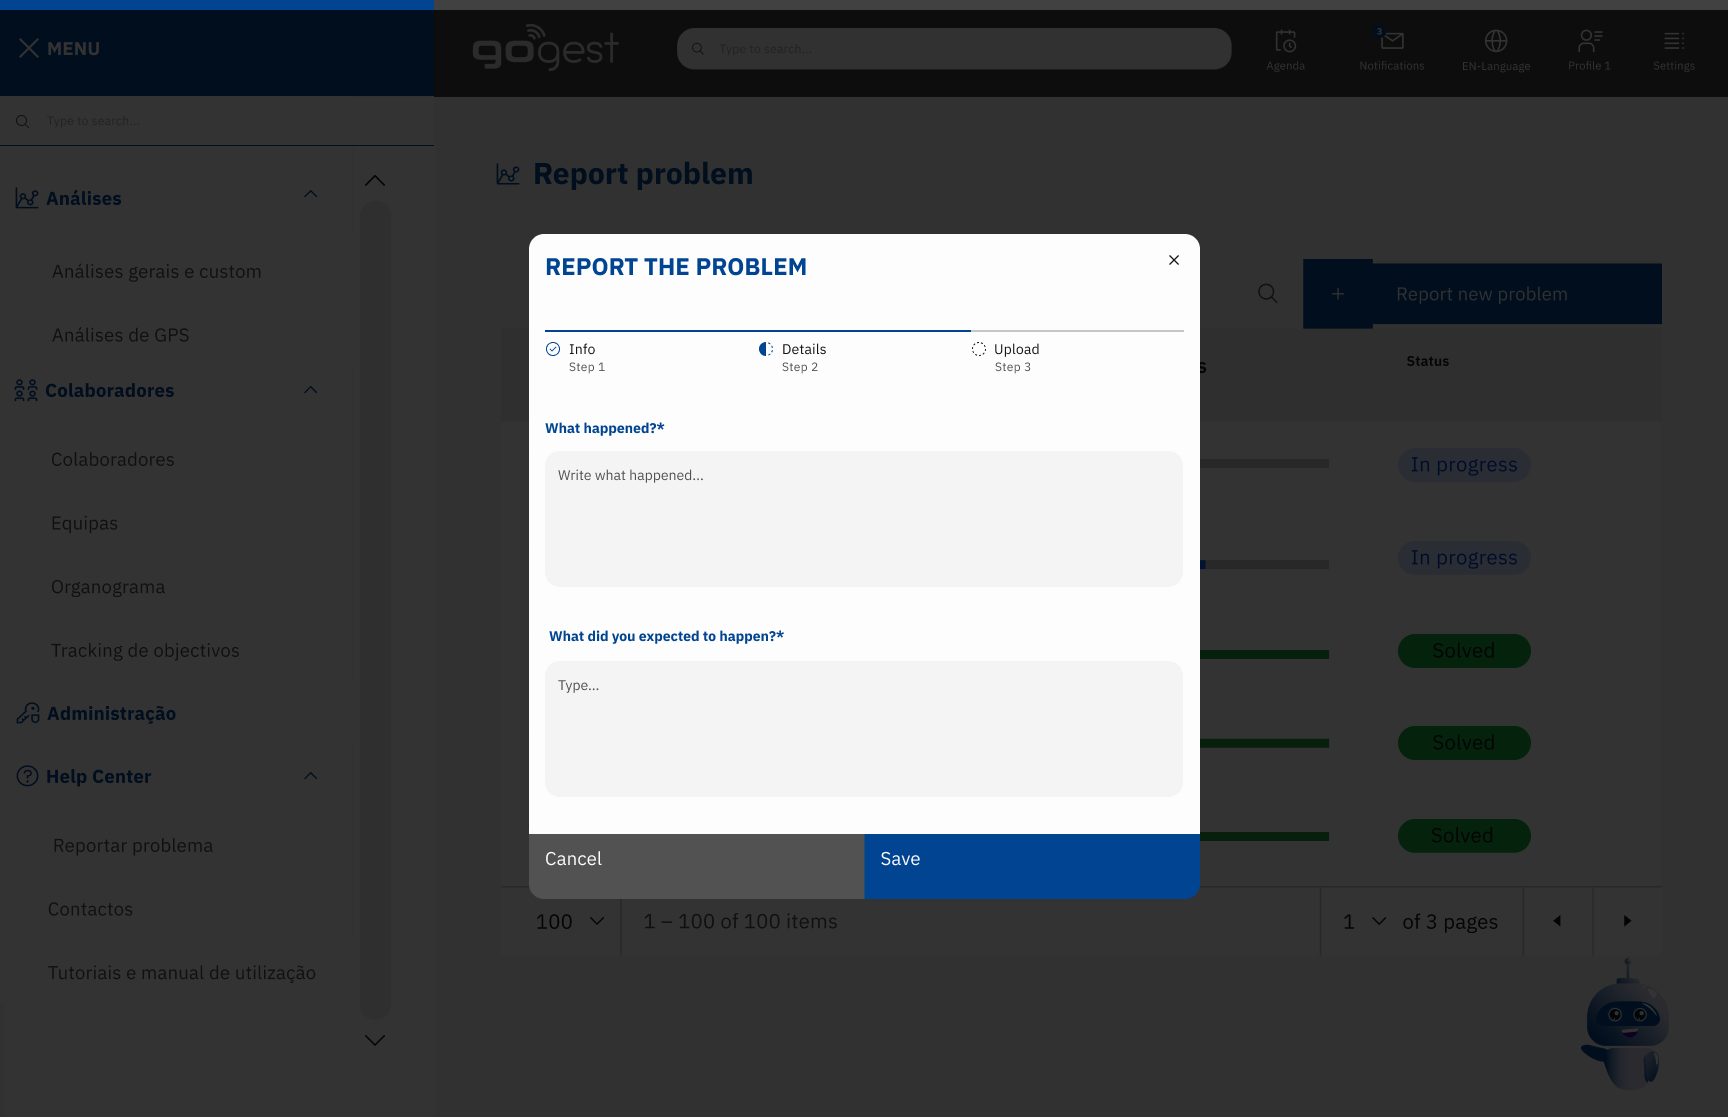 MENU
gogest
Type to search...
Agenda
3
Notifications
EN-Language
Profile 1
Settings
Type to search...
Análises
Análises gerais e custom
Análises de GPS
Colaboradores
Colaboradores
Equipas
Organograma
Tracking de objectivos
Administração
Help Center
Reportar problema
Contactos
Tutoriais e manual de utilização
Report problem
+ Report new problem
s
Status
In progress
In progress
Solved
Solved
Solved
REPORT THE PROBLEM
Info
Step 1
Details
Step 2
Upload
Step 3
What happened?*
Write what happened...
What did you expected to happen?*
Type...
Cancel
Save
100
1 – 100 of 100 items
1
of 3 pages